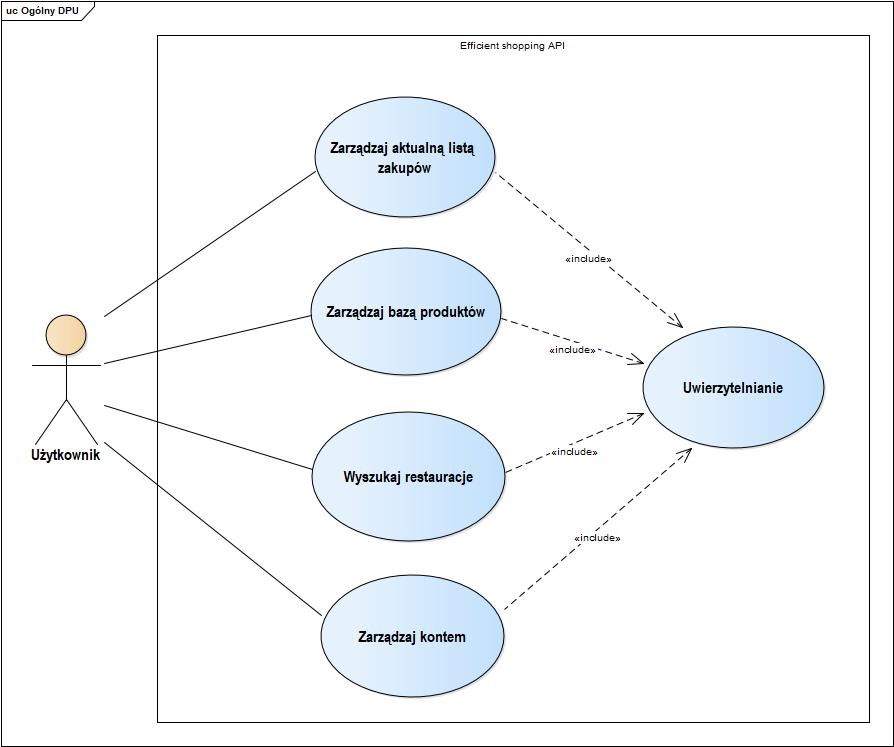 uc Ogólny DPU
Efficient shopping API
Zarządzaj aktualną listą
zakupów
«include»
Zarządzaj bazą produktów
«include»
Uwierzytelnianie
Użytkownik
«include»
Wyszukaj restauracje
«include»
Zarządzaj kontem